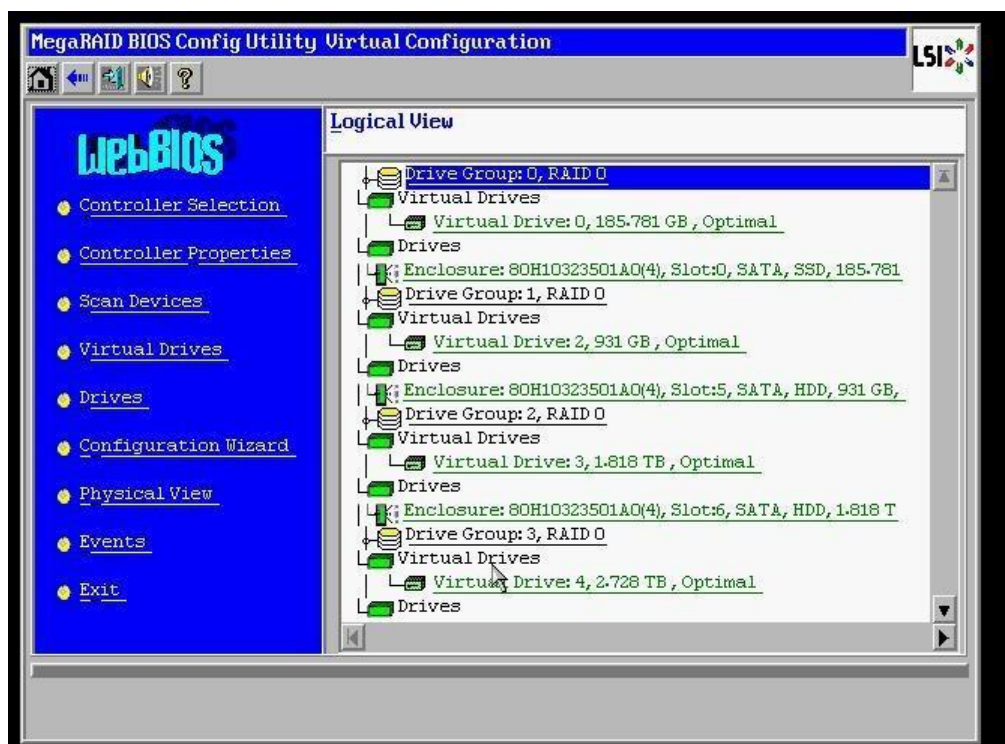 MegaRAID BIOS Config Utility Virtual Configuration
LSI
?
WebBIOS
Logical View
Controller Selection
Controller Properties
Scan Devices
Virtual Drives
Drives
Configuration Wizard
Physical View
Events
Exit
Drive Group: 0, RAID 0
Virtual Drives
Virtual Drive: 0, 185.781 GB, Optimal
Drives
Enclosure: 80H10323501A0(4), Slot:0, SATA, SSD, 185.781
Drive Group: 1, RAID 0
Virtual Drives
Virtual Drive: 2, 931 GB, Optimal
Drives
Enclosure: 80H10323501A0(4), Slot:5, SATA, HDD, 931 GB,
Drive Group: 2, RAID 0
Virtual Drives
Virtual Drive: 3, 1.818 TB, Optimal
Drives
Enclosure: 80H10323501A0(4), Slot:6, SATA, HDD, 1.818 T
Drive Group: 3, RAID 0
Virtual Drives
Virtual Drive: 4, 2.728 TB, Optimal
Drives